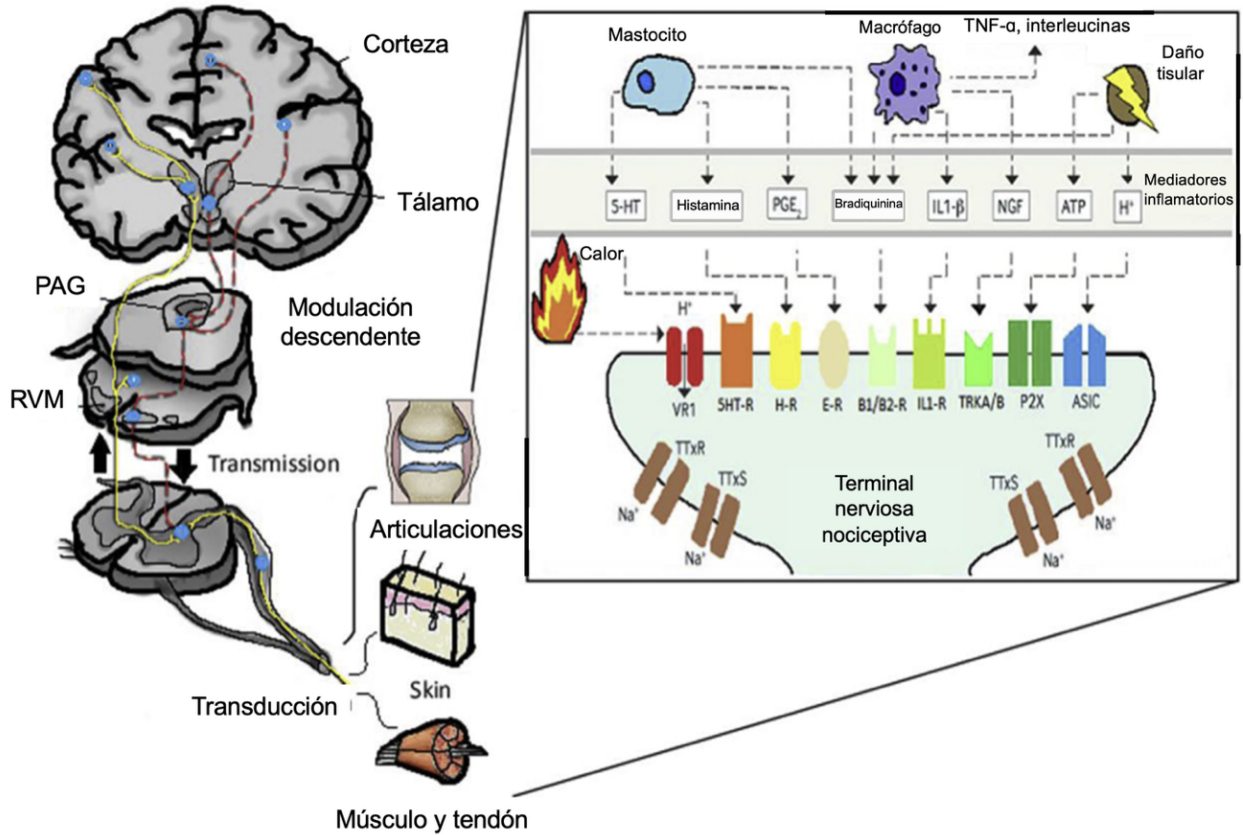 Corteza
Tálamo
PAG
Modulación
descendente
RVM
Transmission
Articulaciones
Skin
Transducción
Músculo y tendón
Mastocito
Macrófago
TNF-α, interleucinas
Daño
tisular
Mediadores
inflamatorios
5-HT
Histamina
PGE₂
Bradiquinina
IL1-β
NGF
ATP
H⁺
Calor
H⁺
VR1
5HT-R
H-R
E-R
B1/B2-R
IL1-R
TRKA/B
P2X
ASIC
TTxR
TTxS
Na⁺
Na⁺
Terminal
nerviosa
nociceptiva
TTxR
TTxS
Na⁺
Na⁺